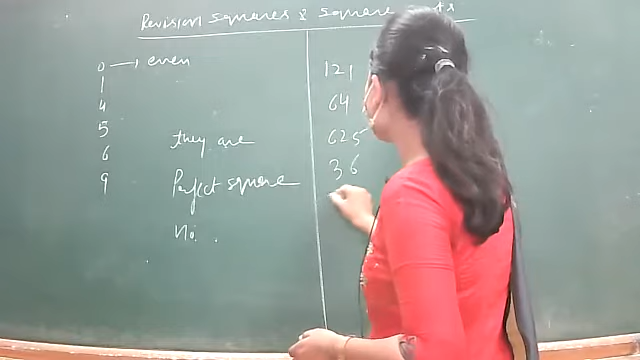 Revision squares & square
0 → even
1
4
5
6
9
they are
Perfect square
no.
121
64
625
36